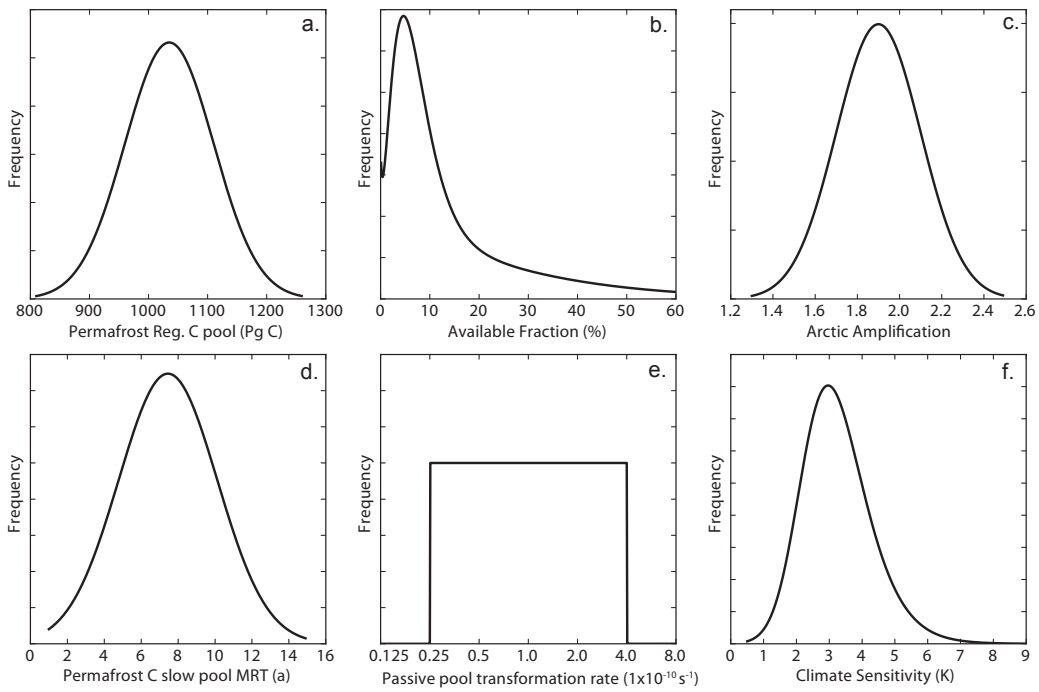 a.
Frequency
800 900 1000 1100 1200 1300
Permafrost Reg. C pool (Pg C)
b.
Frequency
0 10 20 30 40 50 60
Available Fraction (%)
c.
Frequency
1.2 1.4 1.6 1.8 2.0 2.2 2.4 2.6
Arctic Amplification
d.
Frequency
0 2 4 6 8 10 12 14 16
Permafrost C slow pool MRT (a)
e.
Frequency
0.125 0.25 0.5 1.0 2.0 4.0 8.0
Passive pool transformation rate (1x10⁻¹⁰ s⁻¹)
f.
Frequency
0 1 2 3 4 5 6 7 8 9
Climate Sensitivity (K)